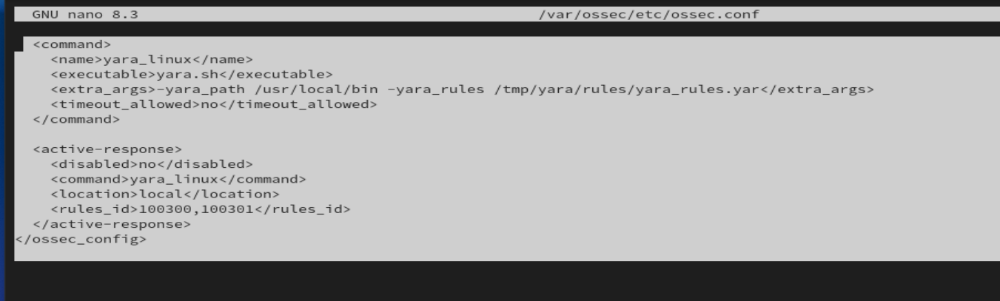 GNU nano 8.3 /var/ossec/etc/ossec.conf
<command>
<name>yara_linux</name>
<executable>yara.sh</executable>
<extra_args>-yara_path /usr/local/bin -yara_rules /tmp/yara/rules/yara_rules.yar</extra_args>
<timeout_allowed>no</timeout_allowed>
</command>
<active-response>
<disabled>no</disabled>
<command>yara_linux</command>
<location>local</location>
<rules_id>100300,100301</rules_id>
</active-response>
</ossec_config>